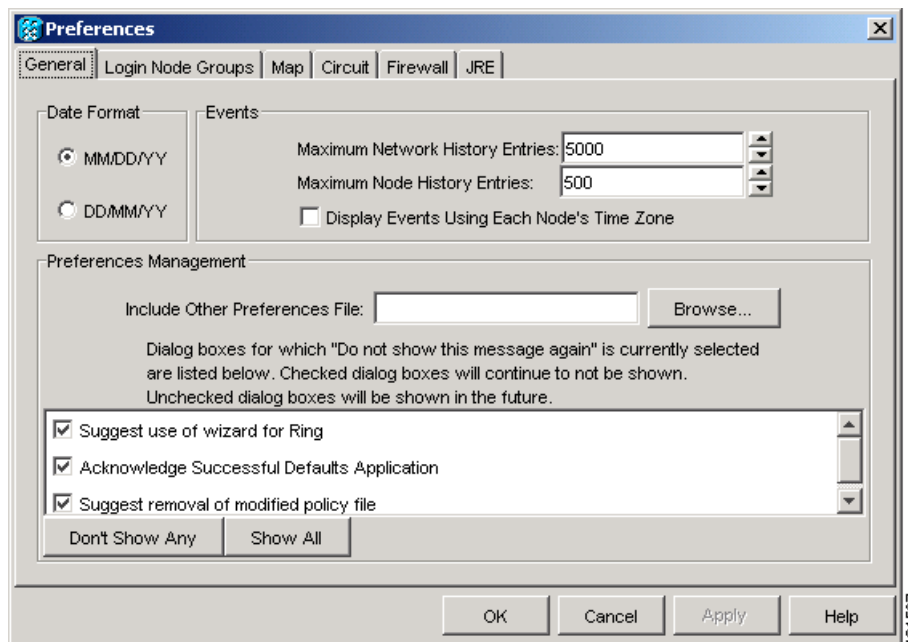 Preferences
General Login Node Groups Map Circuit Firewall JRE
Date Format
MM/DD/YY
DD/MM/YY
Events
Maximum Network History Entries: 5000
Maximum Node History Entries: 500
Display Events Using Each Node's Time Zone
Preferences Management
Include Other Preferences File: Browse...
Dialog boxes for which "Do not show this message again" is currently selected
are listed below. Checked dialog boxes will continue to not be shown.
Unchecked dialog boxes will be shown in the future.
Suggest use of wizard for Ring
Acknowledge Successful Defaults Application
Suggest removal of modified policy file
Don't Show Any Show All
OK Cancel Apply Help